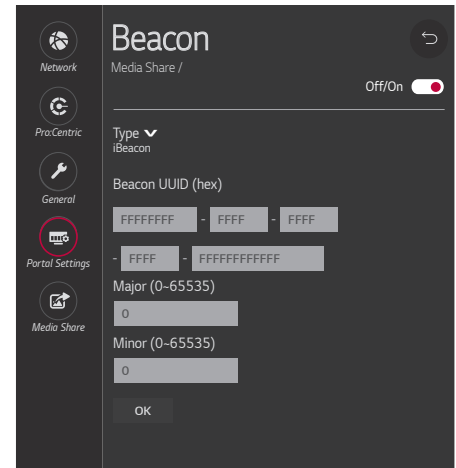 Beacon
Network
Media Share /
Off/On
Pro:Centric
Type
iBeacon
General
Beacon UUID (hex)
FFFFFFFF - FFFF - FFFF
Portal Settings
- FFFF - FFFFFFFFFFFF
Major (0~65535)
0
Media Share
Minor (0~65535)
0
OK